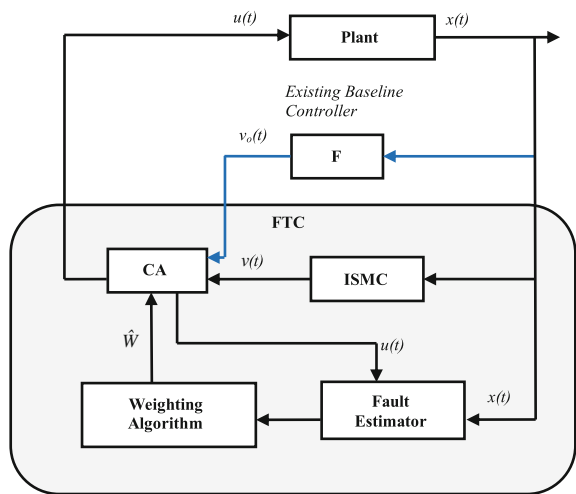 u(t)
x(t)
Plant
Existing Baseline
Controller
vₒ(t)
F
FTC
CA
v(t)
ISMC
Ŵ
u(t)
Weighting
Algorithm
Fault
Estimator
x(t)